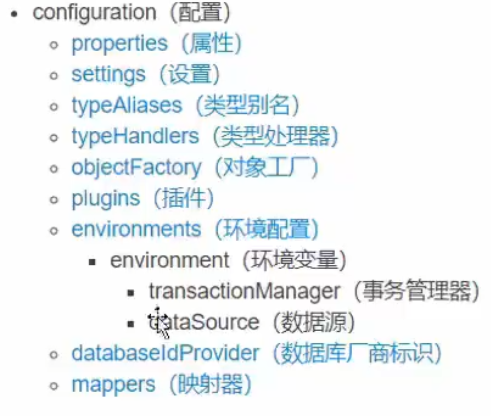 configuration（配置）
properties（属性）
settings（设置）
typeAliases（类型别名）
typeHandlers（类型处理器）
objectFactory（对象工厂）
plugins（插件）
environments（环境配置）
environment（环境变量）
transactionManager（事务管理器）
dataSource（数据源）
databaseIdProvider（数据库厂商标识）
mappers（映射器）